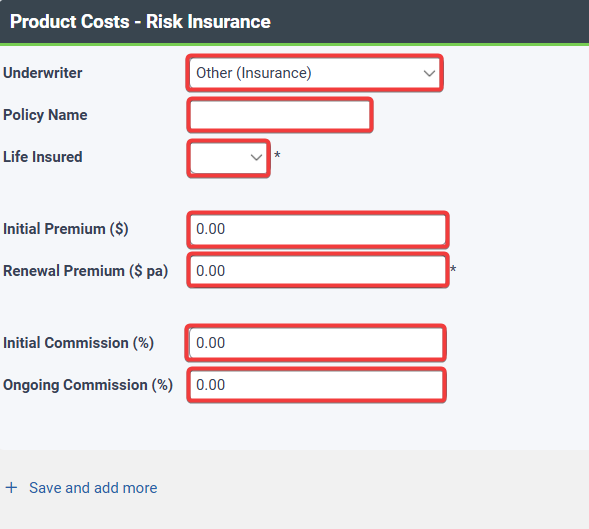 Product Costs - Risk Insurance
Underwriter Other (Insurance)
Policy Name
Life Insured *
Initial Premium ($) 0.00
Renewal Premium ($ pa) 0.00 *
Initial Commission (%) 0.00
Ongoing Commission (%) 0.00
+ Save and add more